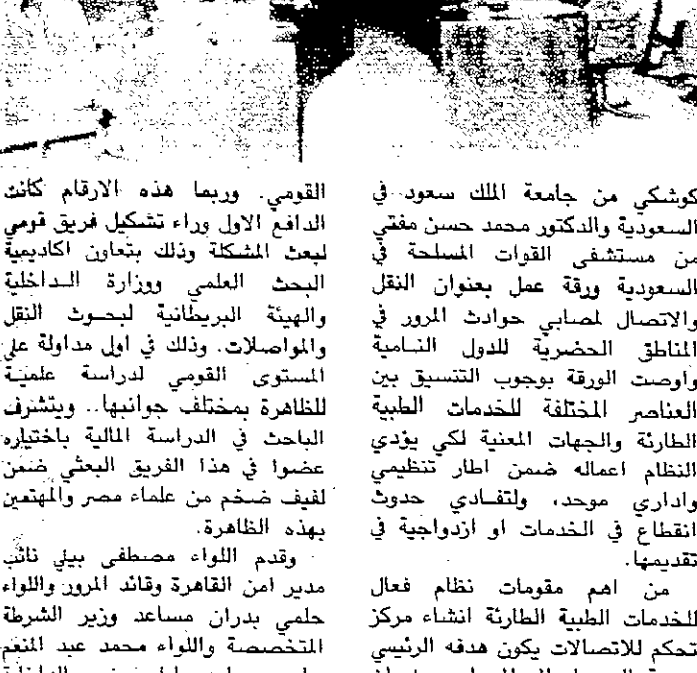 كوشكي من جامعة الملك سعود في
السعودية والدكتور محمد حسن مفتي
من مستشفى القوات المسلحة في
السعودية ورقة عمل بعنوان النقل
والاتصال لمصابي حوادث المرور في
المناطق الحضرية للدول النامية
واوصت الورقة بوجوب التنسيق بين
العناصر المختلفة للخدمات الطبية
الطارئة والجهات المعنية لكي يؤدي
النظام اعماله ضمن اطار تنظيمي
واداري موحد، ولتفادي حدوث
انقطاع في الخدمات او ازدواجية في
تقديمها.
من اهم مقومات نظام فعال
للخدمات الطبية الطارئة انشاء مركز
تحكم للاتصالات يكون هدفه الرئيسي
القومي. وربما هذه الارقام كانت
الدافع الاول وراء تشكيل فريق قومي
لبعث المشكلة وذلك بتعاون اكاديمية
البحث العلمي ووزارة الداخلية
والهيئة البريطانية لبحوث النقل
والمواصلات. وذلك في اول مداولة على
المستوى القومي لدراسة علمية
للظاهرة بمختلف جوانبها.. ويتشرف
الباحث في الدراسة المالية باختياره
عضوا في هذا الفريق البعثي ضمن
لفيف ضخم من علماء مصر والمهتمين
بهذه الظاهرة.
وقدم اللواء مصطفى بيلي نائب
مدير امن القاهرة وقائد المرور واللواء
حلمي بدران مساعد وزير الشرطة
المتخصصة واللواء محمد عبد المنعم